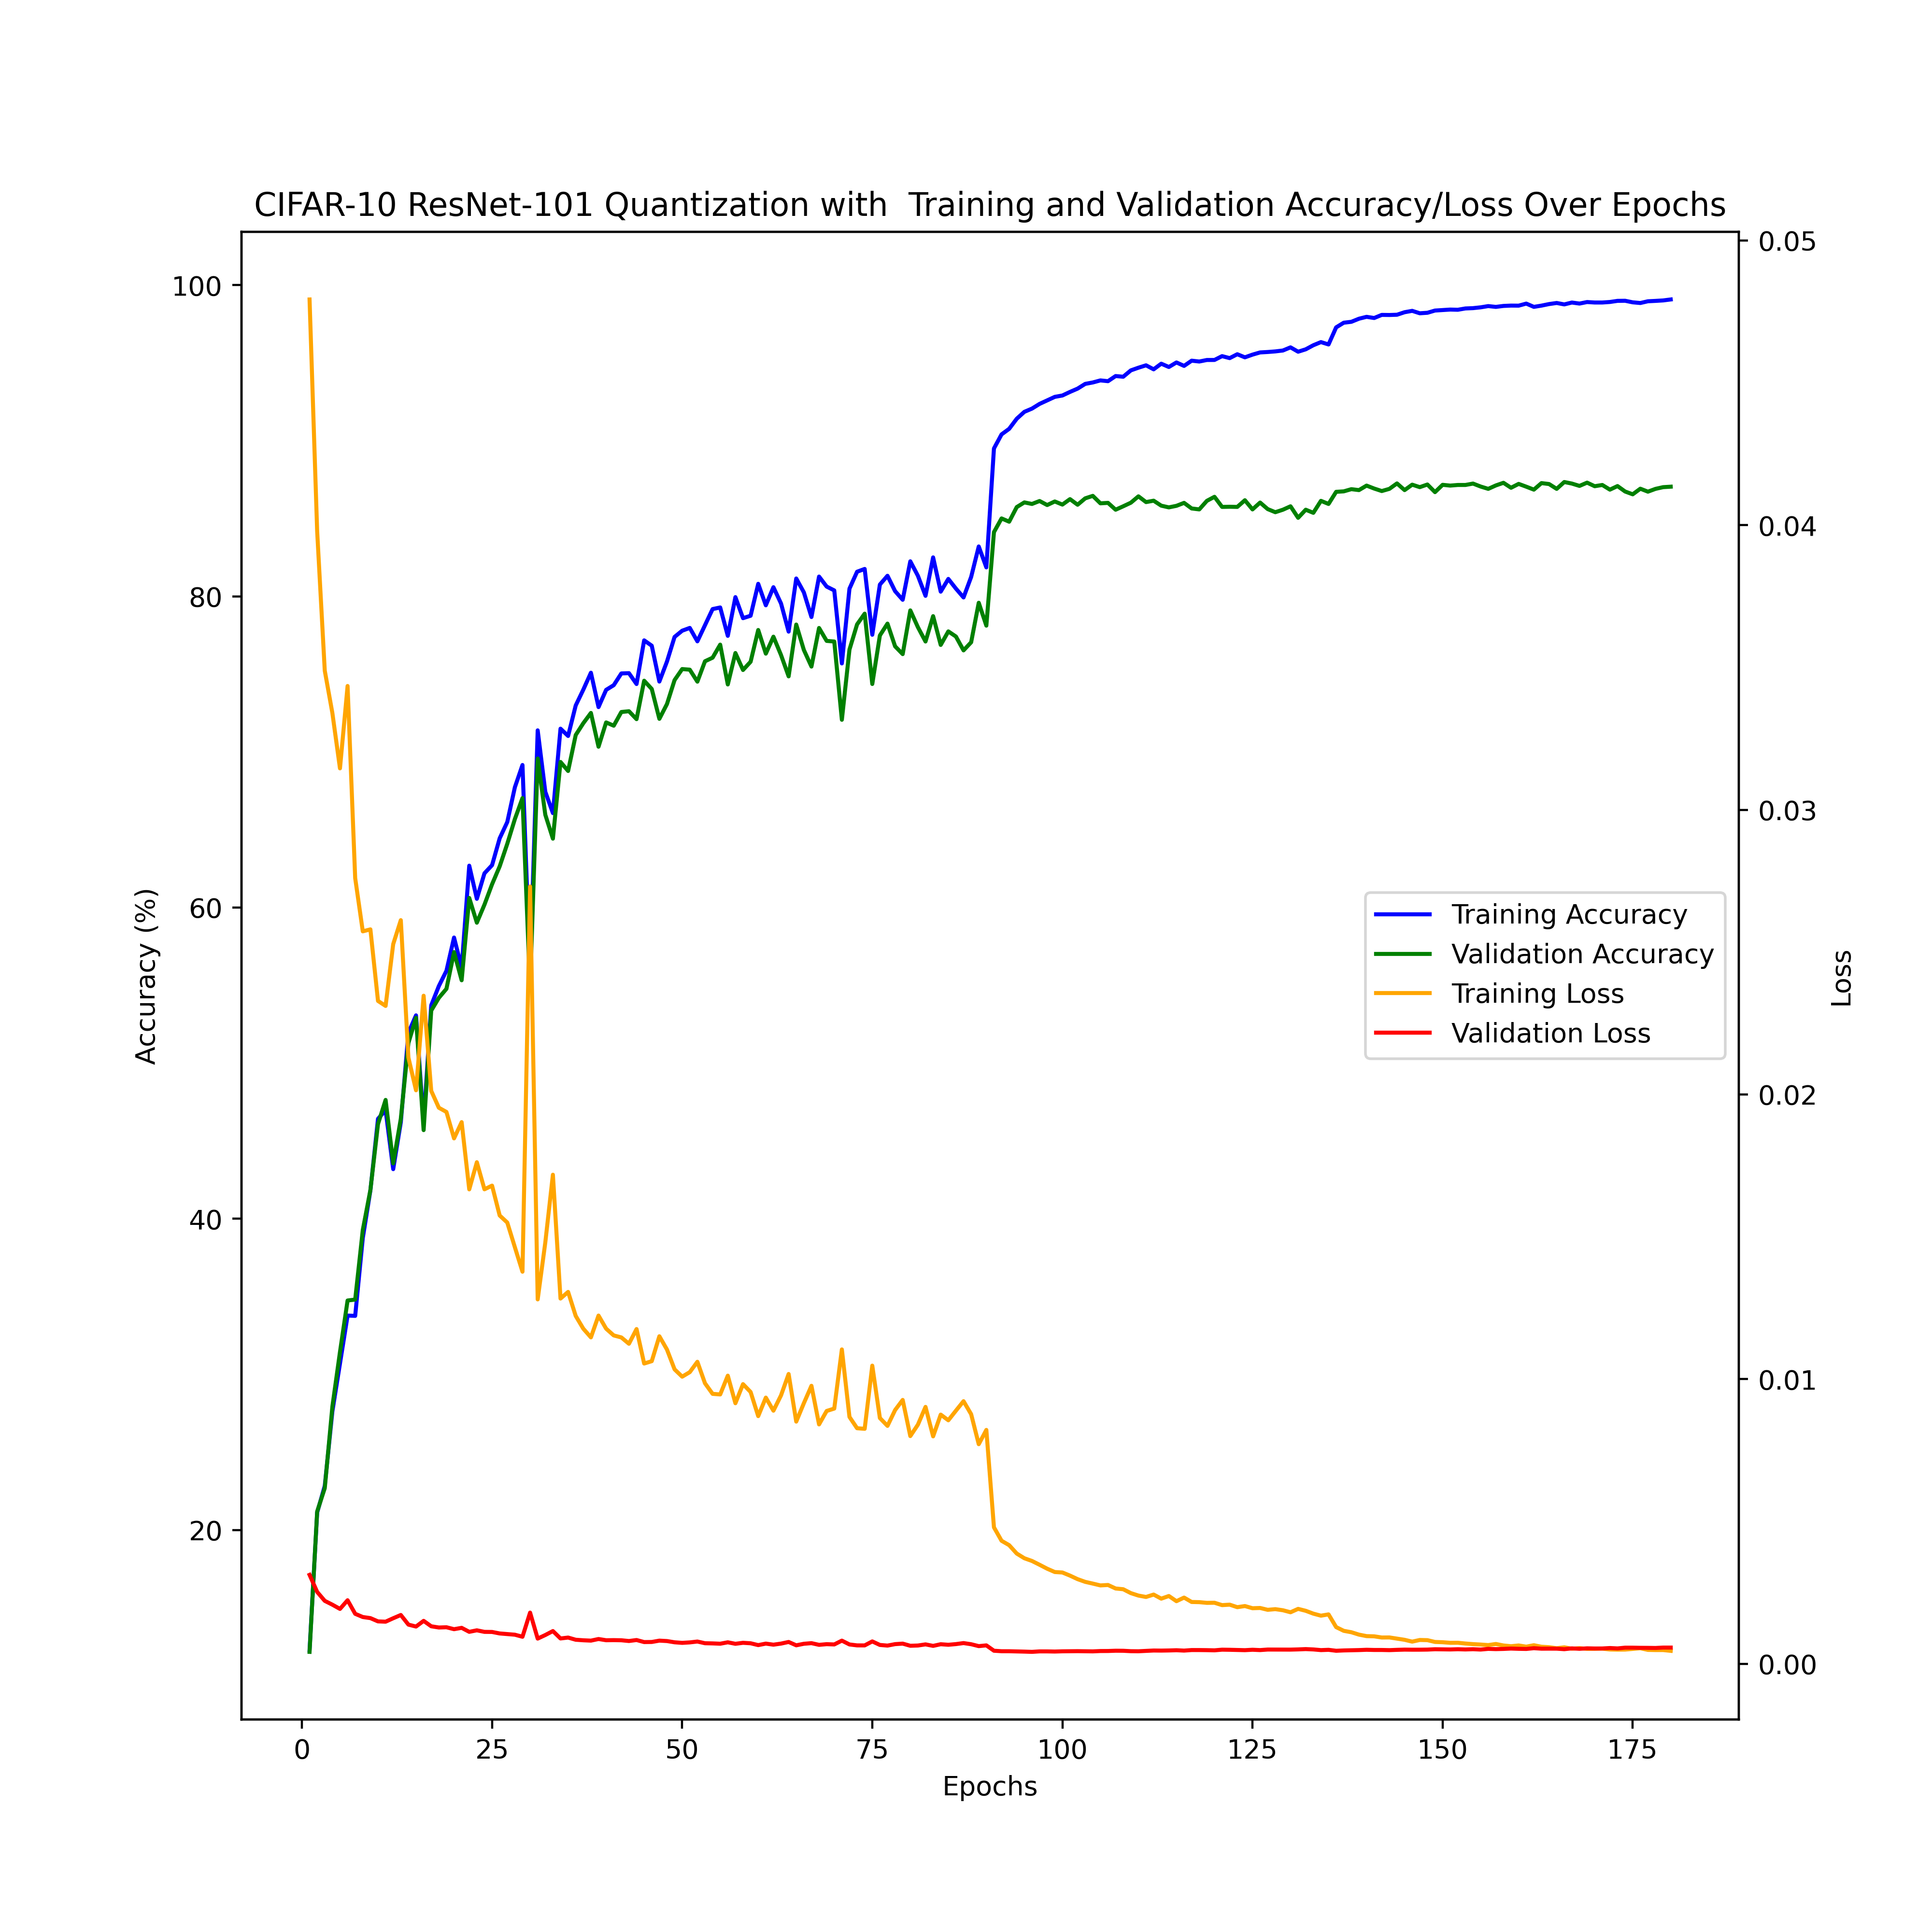 CIFAR-10 ResNet-101 Quantization with  Training and Validation Accuracy/Loss Over Epochs
100
80
60
40
20
Accuracy (%)
0.05
0.04
0.03
0.02
0.01
0.00
Loss
Training Accuracy
Validation Accuracy
Training Loss
Validation Loss
0 25 50 75 100 125 150 175
Epochs